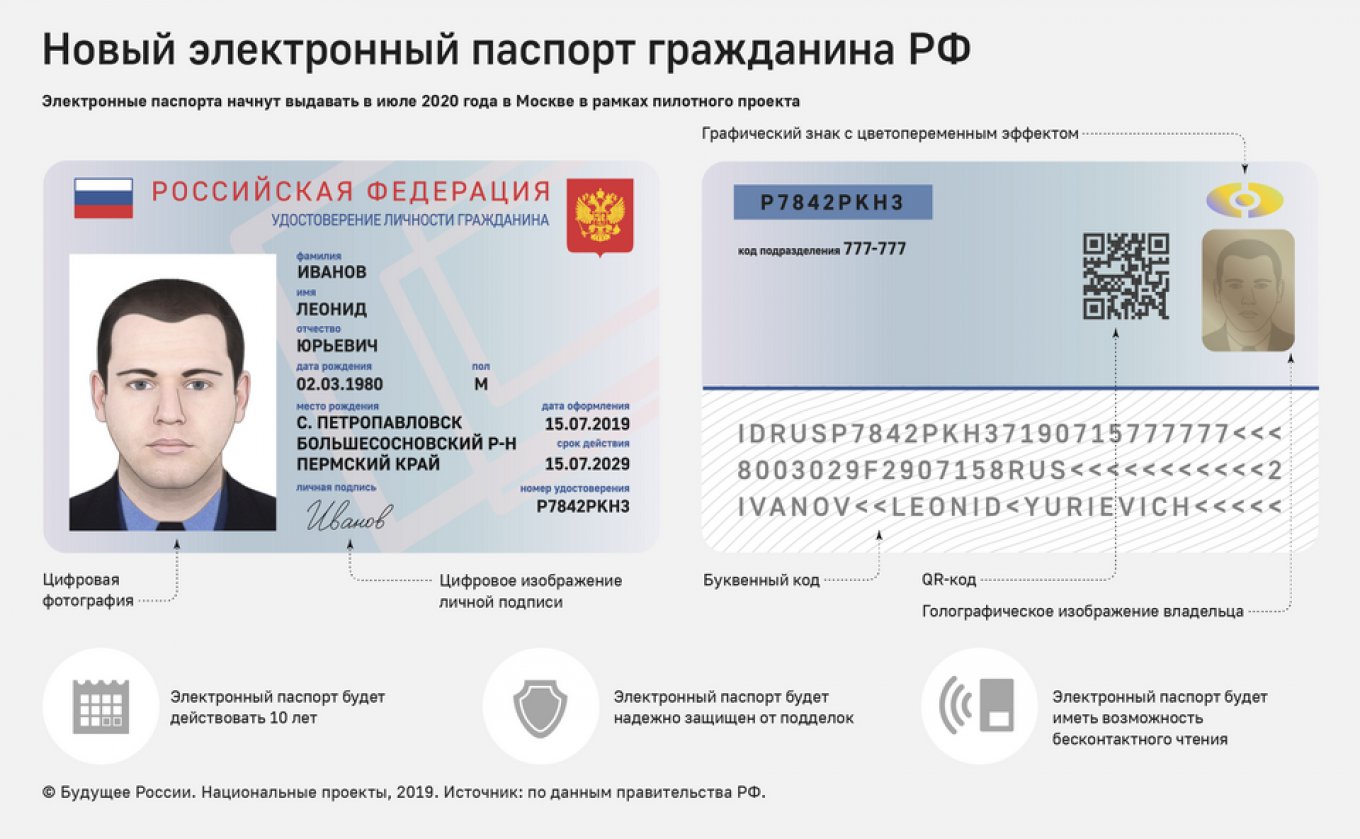 Новый электронный паспорт гражданина РФ
Электронные паспорта начнут выдавать в июле 2020 года в Москве в рамках пилотного проекта
РОССИЙСКАЯ ФЕДЕРАЦИЯ
УДОСТОВЕРЕНИЕ ЛИЧНОСТИ ГРАЖДАНИНА
фамилия
ИВАНОВ
имя
ЛЕОНИД
отчество
ЮРЬЕВИЧ
дата рождения
02.03.1980
пол
М
место рождения
С. ПЕТРОПАВЛОВСК
БОЛЬШЕСОСНОВСКИЙ Р-Н
ПЕРМСКИЙ КРАЙ
дата оформления
15.07.2019
срок действия
15.07.2029
личная подпись
Иванов
номер удостоверения
P7842PKH3
Цифровая
фотография
Цифровое изображение
личной подписи
Графический знак с цветопеременным эффектом
P7842PKH3
код подразделения 777-777
IDRUSP7842PKH37190715777777<<<
8003029F2907158RUS<<<<<<<<<<<2
IVANOV<<LEONID<YURIEVICH<<<<<
Буквенный код
QR-код
Голографическое изображение владельца
Электронный паспорт будет
действовать 10 лет
Электронный паспорт будет
надежно защищен от подделок
Электронный паспорт будет
иметь возможность
бесконтактного чтения
© Будущее России. Национальные проекты, 2019. Источник: по данным правительства РФ.